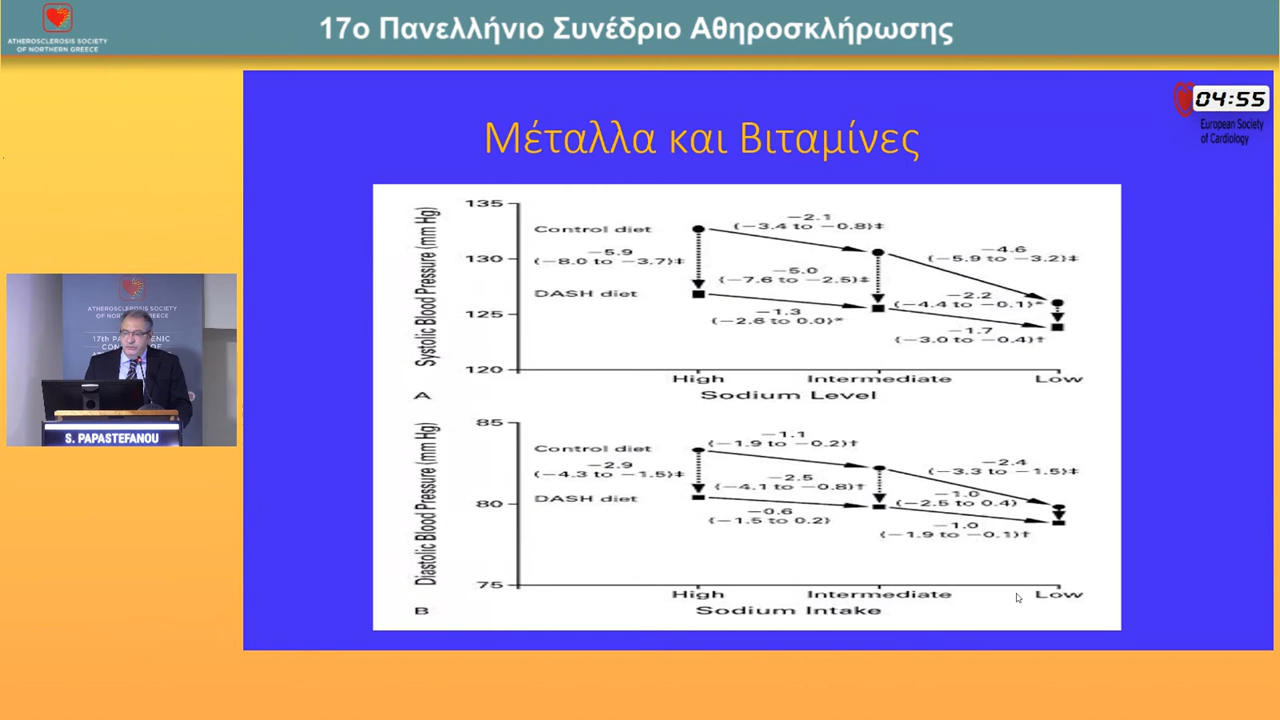 17ο Πανελλήνιο Συνέδριο Αθηροσκλήρωσης
ATHEROSCLEROSIS SOCIETY
OF NORTHERN GREECE
04:55
European Society
of Cardiology
Μέταλλα και Βιταμίνες
Systolic Blood Pressure (mm Hg)
135
130
125
120
Control diet
−5.9
(−8.0 to −3.7)‡
DASH diet
−2.1
(−3.4 to −0.8)‡
−4.6
(−5.9 to −3.2)‡
−5.0
(−7.6 to −2.5)‡
−2.2
(−4.4 to −0.1)*
−1.3
(−2.6 to 0.0)*
−1.7
(−3.0 to −0.4)†
High Intermediate Low
A
Sodium Level
Diastolic Blood Pressure (mm Hg)
85
80
75
Control diet
−2.9
(−4.3 to −1.5)‡
DASH diet
−1.1
(−1.9 to −0.2)†
−2.4
(−3.3 to −1.5)‡
−2.5
(−4.1 to −0.8)†
−1.0
(−2.5 to 0.4)
−0.6
(−1.5 to 0.2)
−1.0
(−1.9 to −0.1)†
High Intermediate Low
B
Sodium Intake
ATHEROSCLEROSIS SOCIETY
S. PAPASTEFANOU